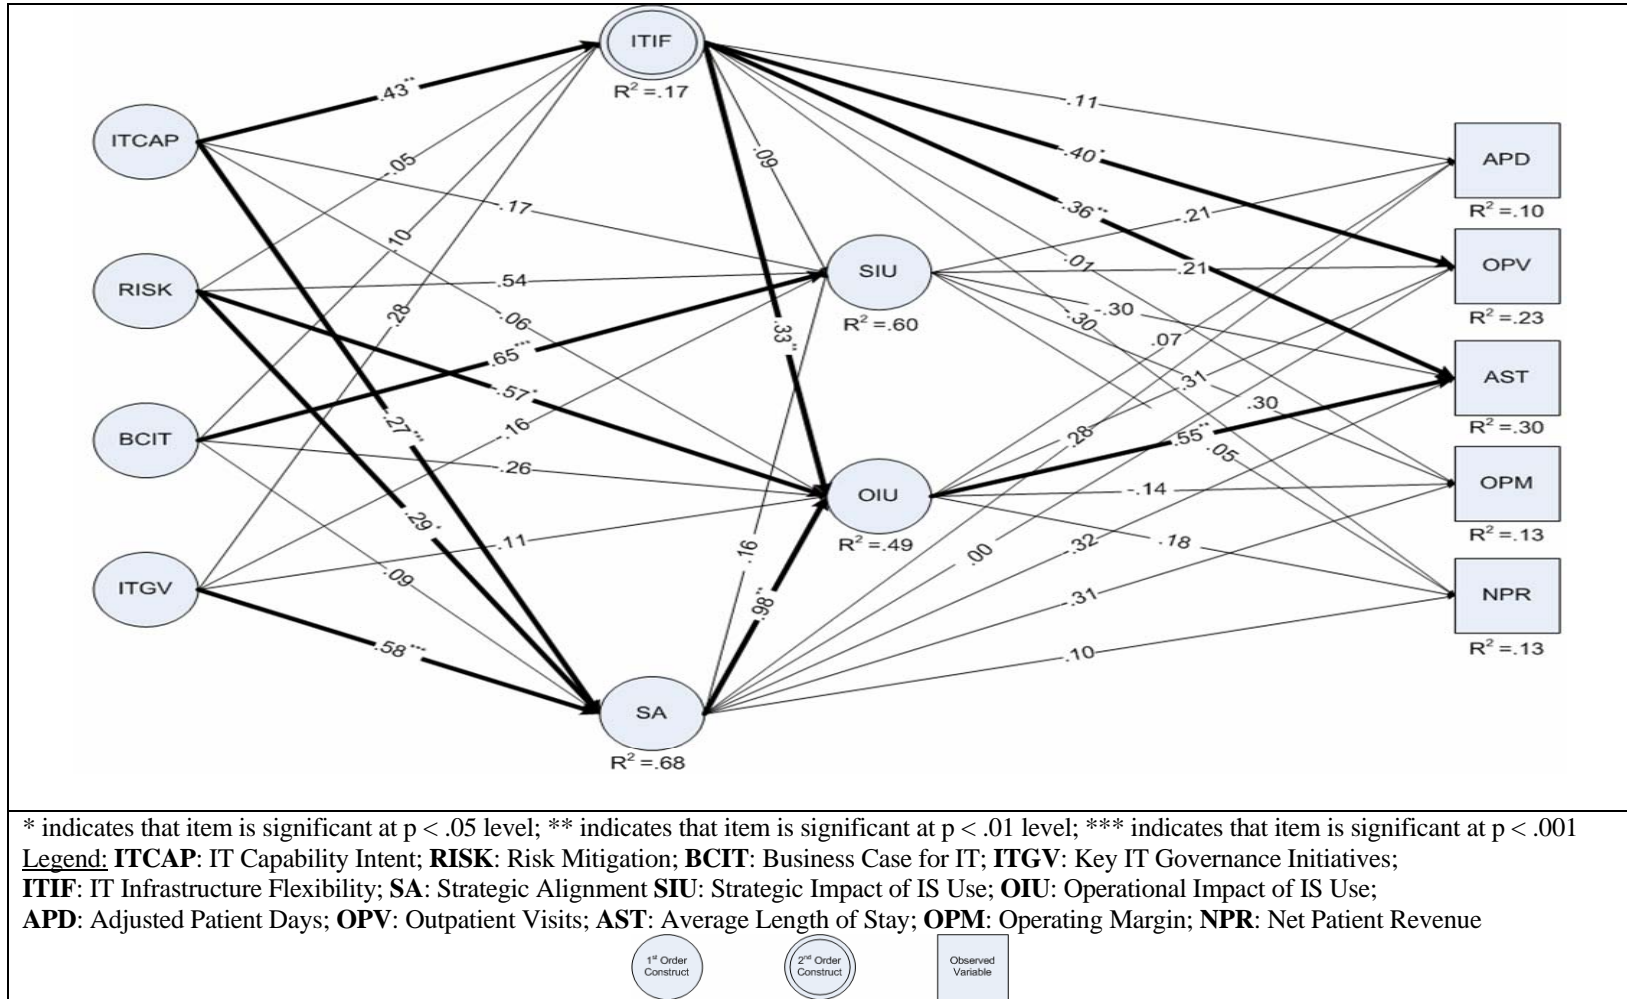 ITIF
R² =.17
.43**
ITCAP
.11
.05
.09
.40*
APD
R² =.10
.17
-.36**
-.21
.10
-.01
OPV
R² =.23
RISK
.54
SIU
R² =.60
.21
.28
.06
.33**
-.30
.30
.07
.65***
AST
R² =.30
-.57*
.31
.30
BCIT
.27***
-.16
.28
.55**
.05
-.26
OPM
R² =.13
OIU
R² =.49
-.14
.29*
.11
.16
.00
.32
.18
ITGV
.09
.98**
NPR
R² =.13
-.31
.58***
.10
SA
R² =.68
* indicates that item is significant at p < .05 level; ** indicates that item is significant at p < .01 level; *** indicates that item is significant at p < .001
Legend: ITCAP: IT Capability Intent; RISK: Risk Mitigation; BCIT: Business Case for IT; ITGV: Key IT Governance Initiatives;
ITIF: IT Infrastructure Flexibility; SA: Strategic Alignment SIU: Strategic Impact of IS Use; OIU: Operational Impact of IS Use;
APD: Adjusted Patient Days; OPV: Outpatient Visits; AST: Average Length of Stay; OPM: Operating Margin; NPR: Net Patient Revenue
1st Order
Construct
2nd Order
Construct
Observed
Variable